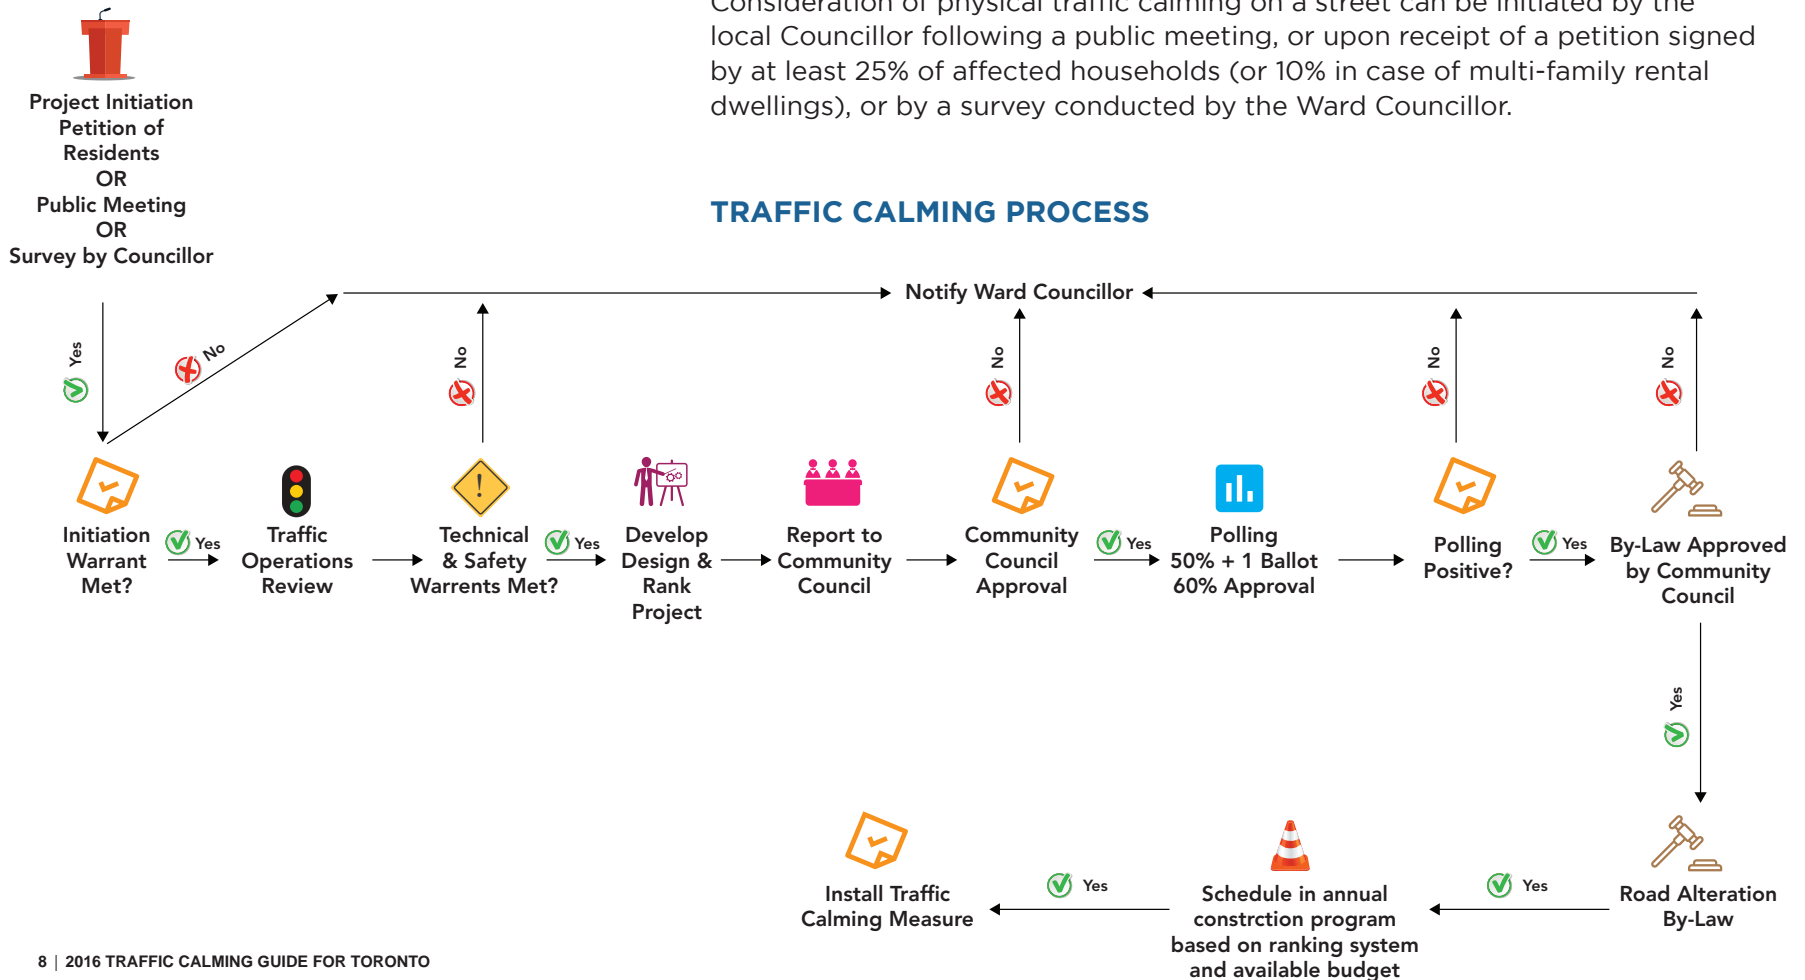 Consideration of physical traffic calming on a street can be initiated by the
local Councillor following a public meeting, or upon receipt of a petition signed
by at least 25% of affected households (or 10% in case of multi-family rental
dwellings), or by a survey conducted by the Ward Councillor.
Project Initiation
Petition of
Residents
OR
Public Meeting
OR
Survey by Councillor
TRAFFIC CALMING PROCESS
Notify Ward Councillor
Yes
No
No
No
No
No
Initiation
Warrant
Met?
Yes
Traffic
Operations
Review
Technical
& Safety
Warrents Met?
Yes
Develop
Design &
Rank
Project
Report to
Community
Council
Community
Council
Approval
Yes
Polling
50% + 1 Ballot
60% Approval
Polling
Positive?
Yes
By-Law Approved
by Community
Council
Yes
Road Alteration
By-Law
Yes
Schedule in annual
constrction program
based on ranking system
and available budget
Yes
Install Traffic
Calming Measure
8 | 2016 TRAFFIC CALMING GUIDE FOR TORONTO